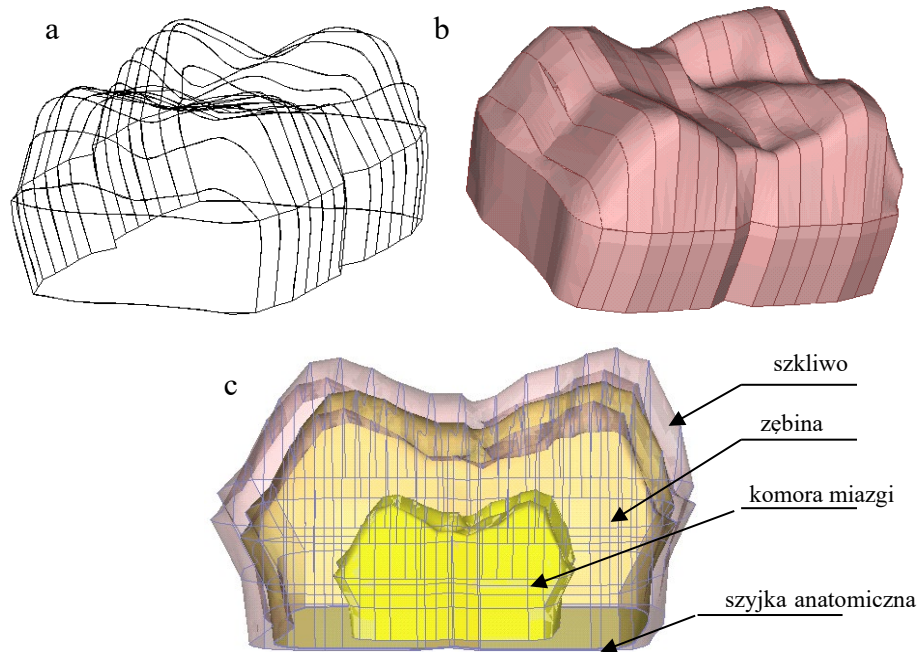 a
b
c
szkliwo
zębina
komora miazgi
szyjka anatomiczna